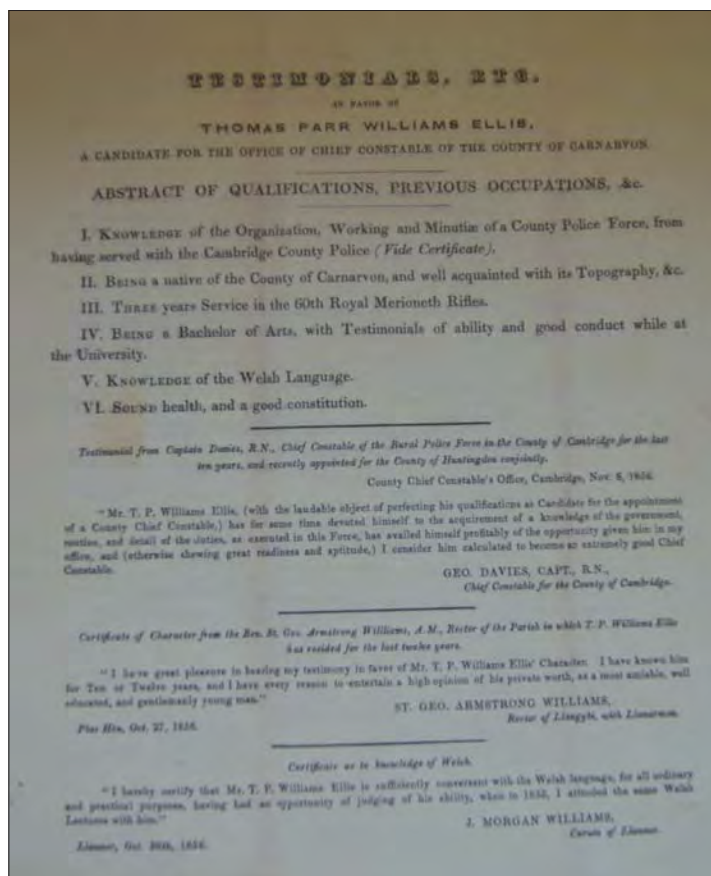 TESTIMONIALS, ETC.
IN FAVOR OF
THOMAS PARR WILLIAMS ELLIS,
A CANDIDATE FOR THE OFFICE OF CHIEF CONSTABLE OF THE COUNTY OF CARNARVON.
ABSTRACT OF QUALIFICATIONS, PREVIOUS OCCUPATIONS, &c.
I. KNOWLEDGE of the Organization, Working and Minutiæ of a County Police Force, from
having served with the Cambridge County Police (Vide Certificate).
II. BEING a native of the County of Carnarvon, and well acquainted with its Topography, &c.
III. THREE years Service in the 60th Royal Merioneth Rifles.
IV. BEING a Bachelor of Arts, with Testimonials of ability and good conduct while at
the University.
V. KNOWLEDGE of the Welsh Language.
VI. SOUND health, and a good constitution.
Testimonial from Captain Davies, R.N., Chief Constable of the Rural Police Force in the County of Cambridge for the last
ten years, and recently appointed for the County of Huntingdon conjointly.
County Chief Constable's Office, Cambridge, Nov. 6, 1856.
"Mr. T. P. Williams Ellis, (with the laudable object of perfecting his qualifications as Candidate for the appointment
of a County Chief Constable,) has for some time devoted himself to the acquirement of a knowledge of the government,
routine, and detail of the duties, as executed in this Force, has availed himself profitably of the opportunity given him in my
office, and (otherwise shewing great readiness and aptitude,) I consider him calculated to become an extremely good Chief
Constable.
GEO. DAVIES, CAPT., R.N.,
Chief Constable for the County of Cambridge.
Certificate of Character from the Rev. St. Geo. Armstrong Williams, A.M., Rector of the Parish in which T. P. Williams Ellis
has resided for the last twelve years.
"I have great pleasure in bearing my testimony in favor of Mr. T. P. Williams Ellis' Character. I have known him
for Ten or Twelve years, and I have every reason to entertain a high opinion of his private worth, as a most amiable, well
educated, and gentlemanly young man."
ST. GEO. ARMSTRONG WILLIAMS,
Rector of Llangybi, with Llanarmon.
Plas Hen, Oct. 27, 1856.
Certificate as to knowledge of Welsh.
"I hereby certify that Mr. T. P. Williams Ellis is sufficiently conversant with the Welsh language, for all ordinary
and practical purposes, having had an opportunity of judging of his ability, when in I attended the same Welsh
Lectures with him."
J. MORGAN WILLIAMS,
Curate of
Oct. 30th, 1856.